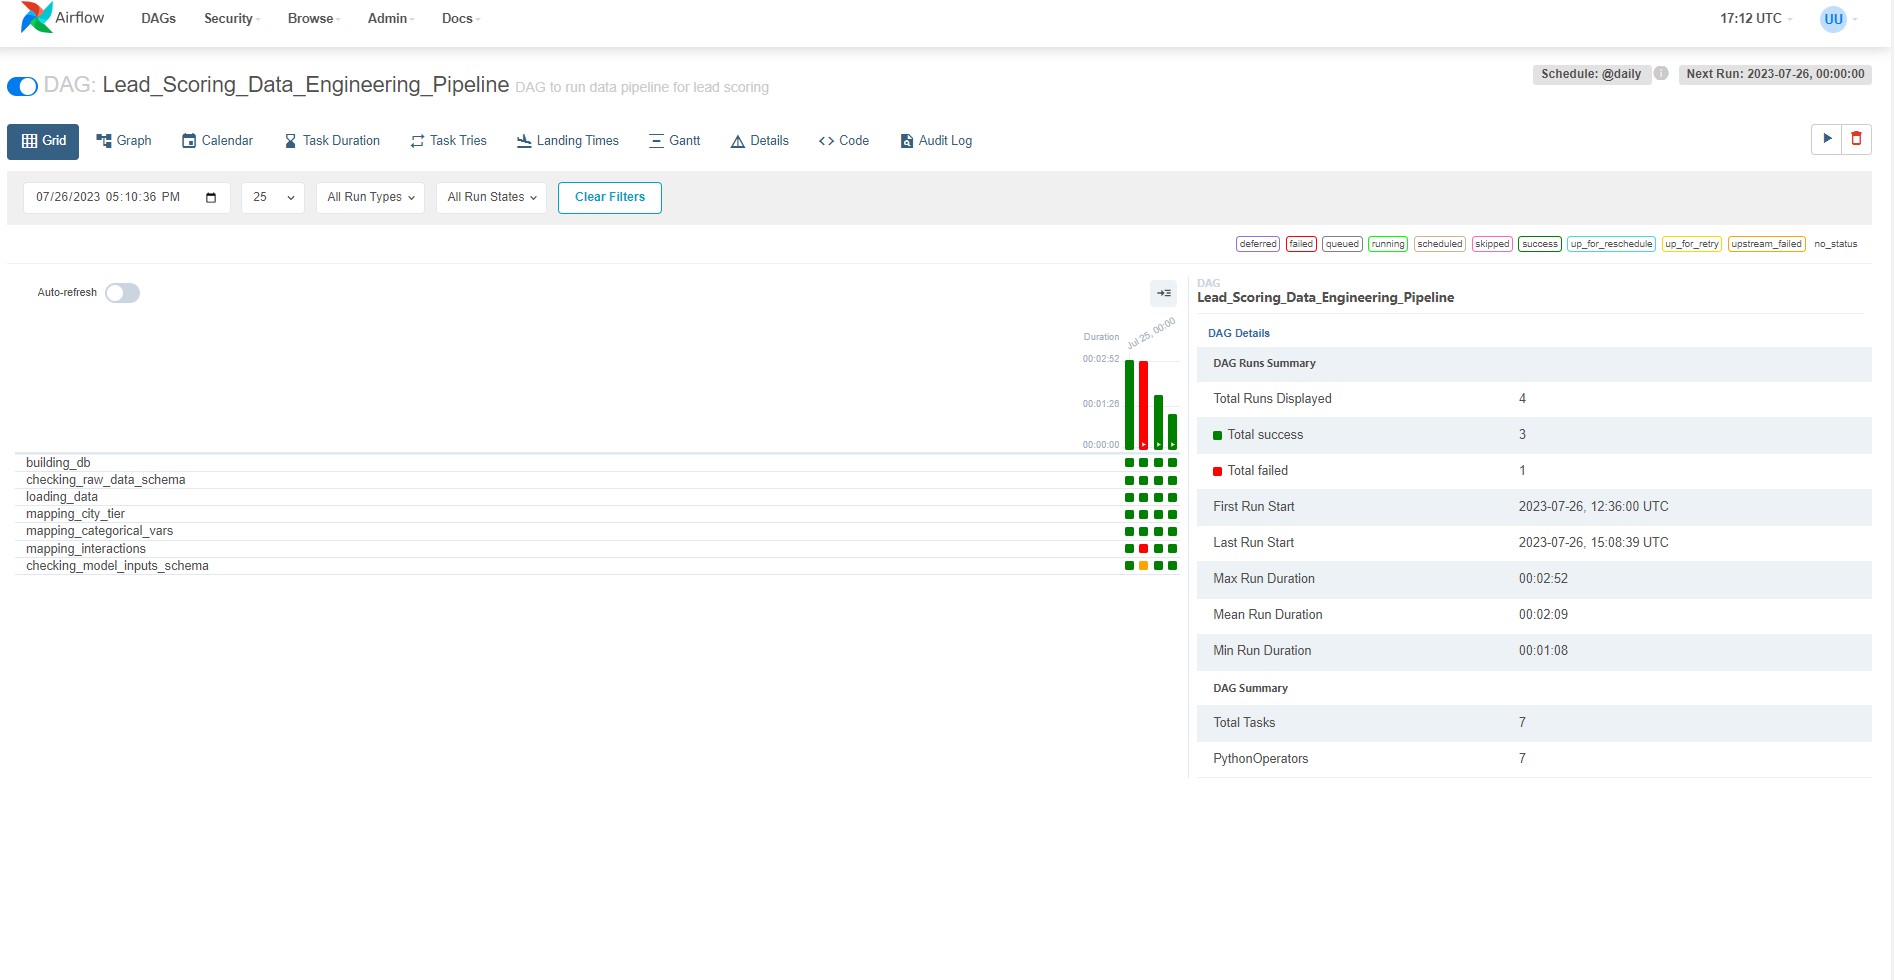 Airflow DAGs Security Browse Admin Docs 17:12 UTC UU
DAG: Lead_Scoring_Data_Engineering_Pipeline DAG to run data pipeline for lead scoring
Schedule: @daily i Next Run: 2023-07-26, 00:00:00
Grid Graph Calendar Task Duration Task Tries Landing Times Gantt Details Code Audit Log
07/26/2023 05:10:36 PM 25 All Run Types All Run States Clear Filters
deferred failed queued running scheduled skipped success up_for_reschedule up_for_retry upstream_failed no_status
Auto-refresh
Duration
Jul 25, 00:00
00:02:52
00:01:26
00:00:00
building_db
checking_raw_data_schema
loading_data
mapping_city_tier
mapping_categorical_vars
mapping_interactions
checking_model_inputs_schema
DAG
Lead_Scoring_Data_Engineering_Pipeline
DAG Details
DAG Runs Summary
Total Runs Displayed 4
Total success 3
Total failed 1
First Run Start 2023-07-26, 12:36:00 UTC
Last Run Start 2023-07-26, 15:08:39 UTC
Max Run Duration 00:02:52
Mean Run Duration 00:02:09
Min Run Duration 00:01:08
DAG Summary
Total Tasks 7
PythonOperators 7